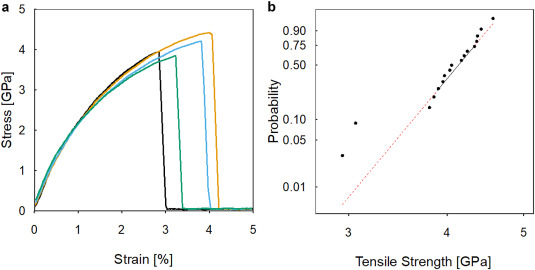 a
b
5
4
3
2
1
0
Stress [GPa]
0 1 2 3 4 5
Strain [%]
0.90
0.75
0.50
0.10
0.05
0.01
Probability
3 4 5
Tensile Strength [GPa]